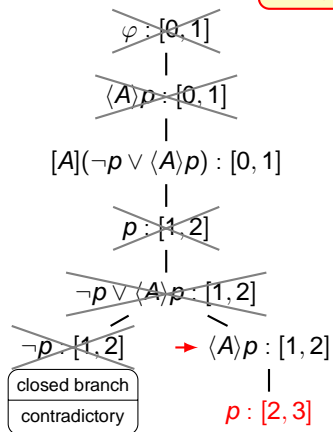 φ : [0, 1]
⟨A⟩p : [0, 1]
[A](¬p ∨ ⟨A⟩p) : [0, 1]
p : [1, 2]
¬p ∨ ⟨A⟩p : [1, 2]
¬p : [1, 2] → ⟨A⟩p : [1, 2]
closed branch
contradictory
p : [2, 3]